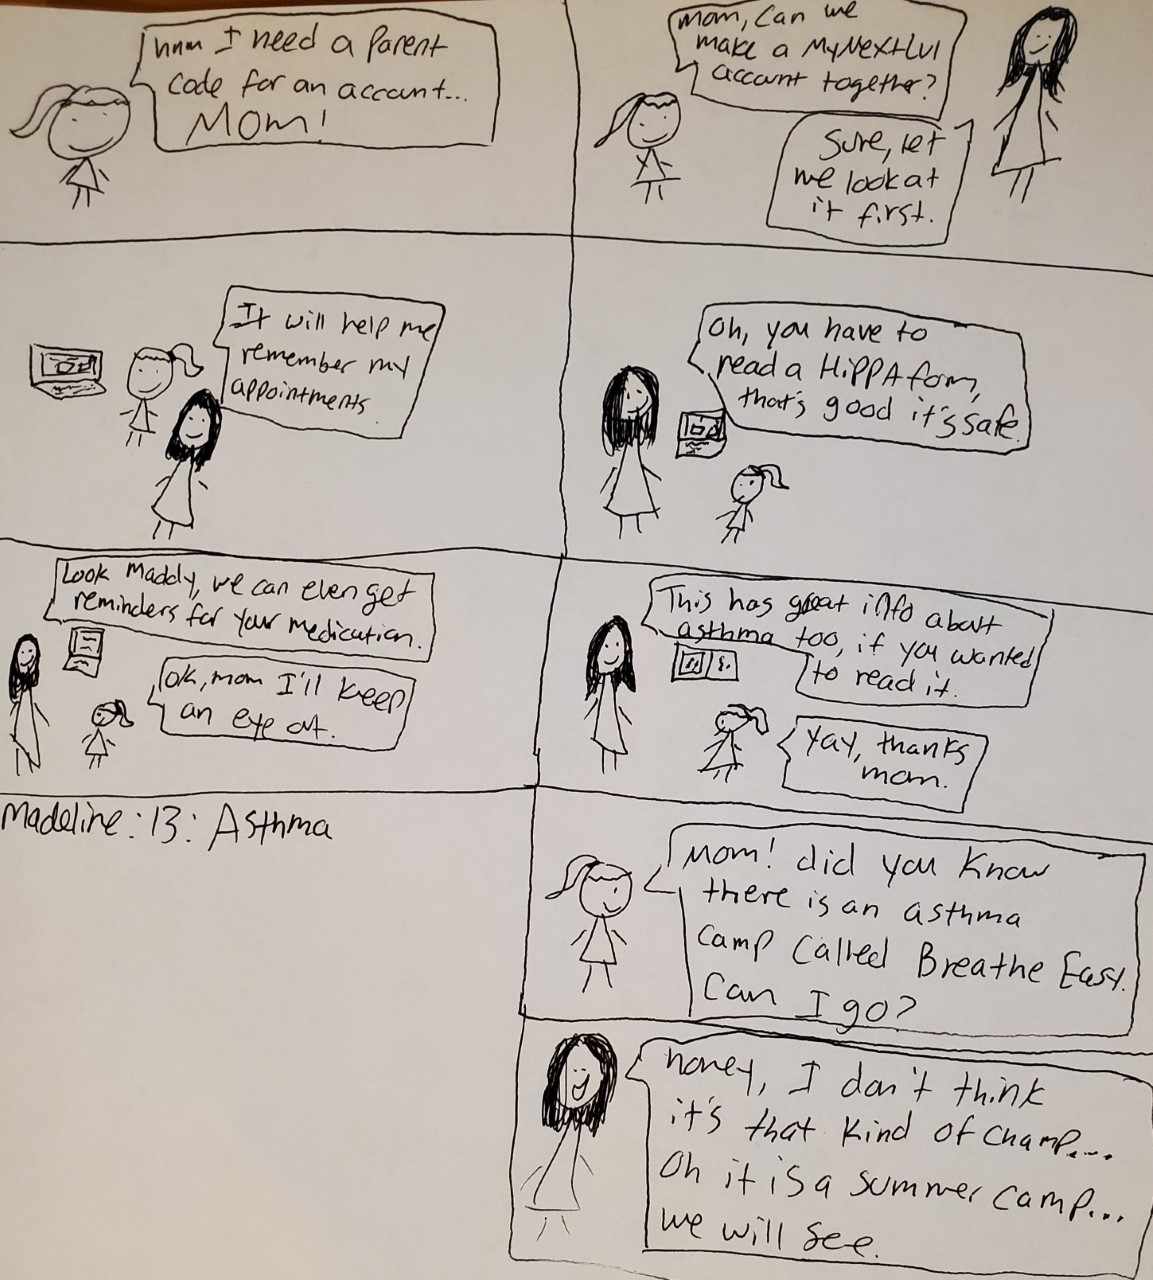 hmm I need a Parent
code for an account...
MOM!
mom, Can we
make a MyNextLvl
account together?
Sure, let
me look at
it first.
It will help me
remember my
appointments
Oh, you have to
read a HiPPA form,
that's good it's safe.
Look Maddy, we can even get
reminders for your medication.
OK, mom I'll keep
an eye out.
This has great info about
asthma too, if you wanted
to read it.
Yay, thanks
mom.
Madeline: 13: Asthma
Mom! did you know
there is an asthma
camp called Breathe Easy.
Can I go?
honey, I don't think
it's that kind of champ....
Oh it is a summer camp...
we will see.